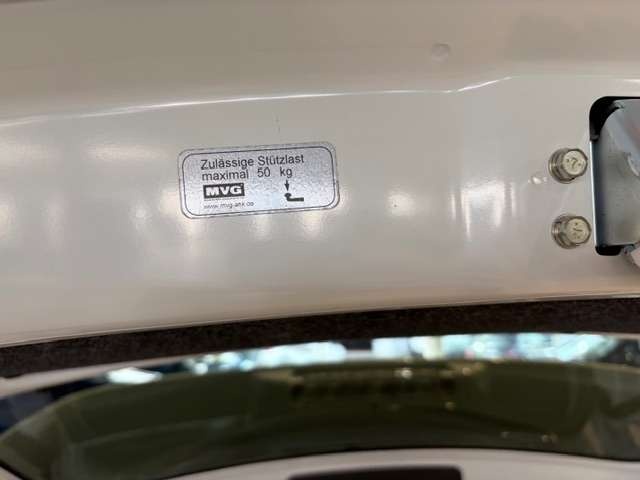 Zulässige Stützlast
maximal 50 kg
MVG
www.mvg-ahk.de